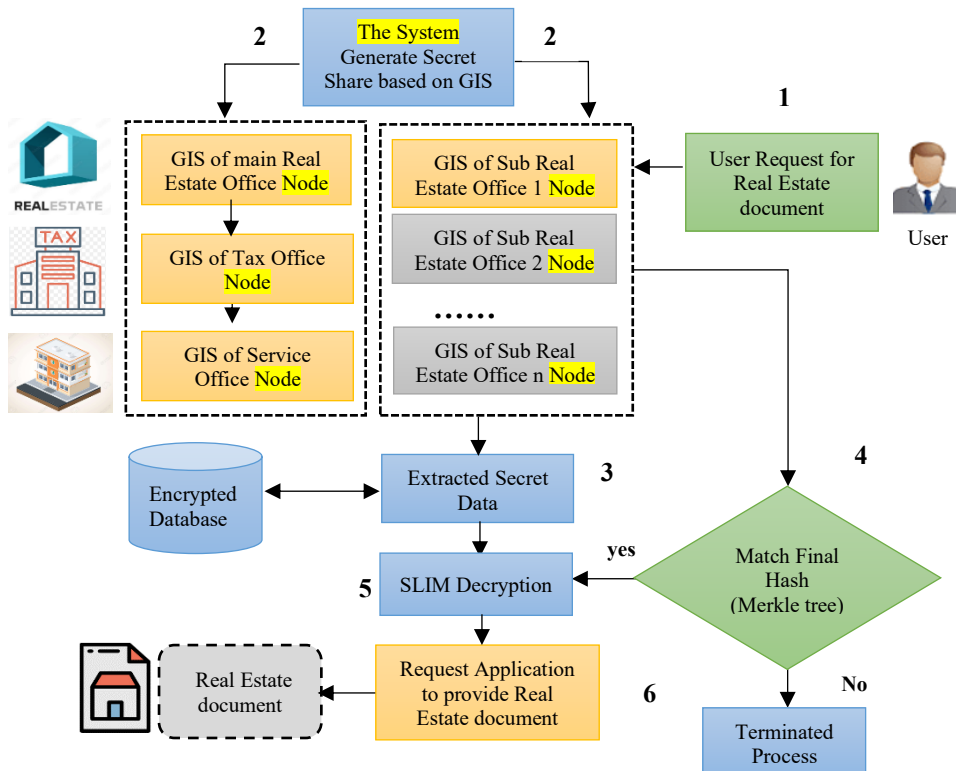 2
The System
Generate Secret
Share based on GIS
2
1
GIS of main Real
Estate Office Node
GIS of Tax Office
Node
GIS of Service
Office Node
GIS of Sub Real
Estate Office 1 Node
GIS of Sub Real
Estate Office 2 Node
......
GIS of Sub Real
Estate Office n Node
User Request for
Real Estate
document
User
REALESTATE
TAX
Encrypted
Database
Extracted Secret
Data
3
4
yes
Match Final
Hash
(Merkle tree)
5
SLIM Decryption
Real Estate
document
Request Application
to provide Real
Estate document
6
No
Terminated
Process